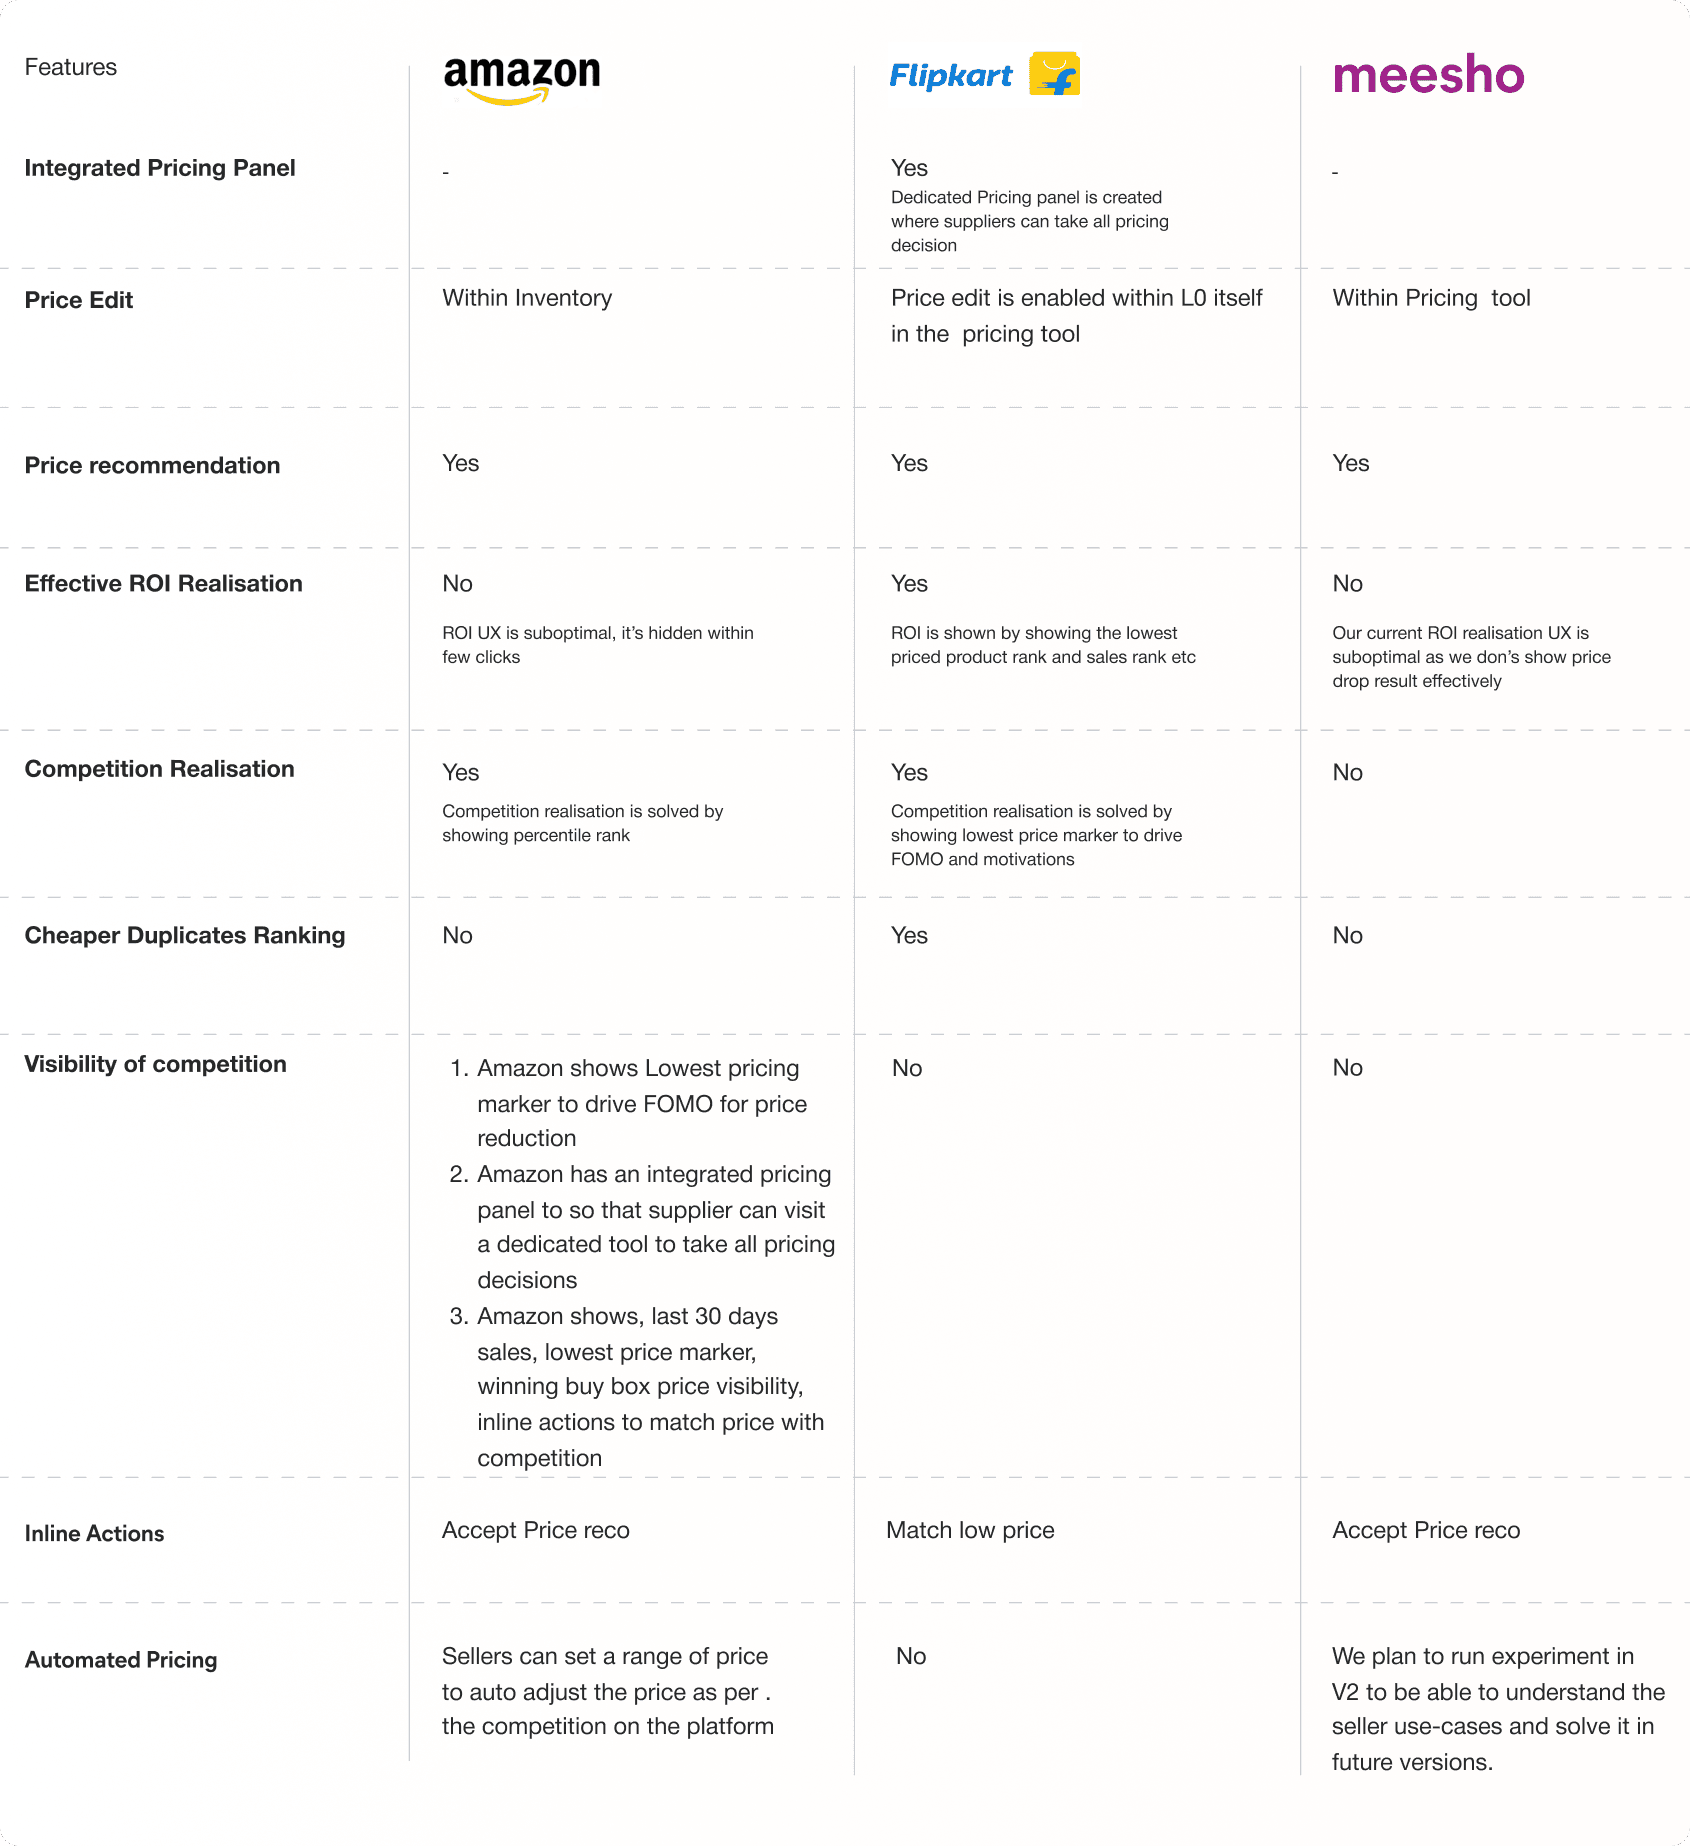 Features
amazon
Flipkart
meesho
Integrated Pricing Panel
-
Yes
Dedicated Pricing panel is created
where suppliers can take all pricing
decision
-
Price Edit
Within Inventory
Price edit is enabled within L0 itself
in the  pricing tool
Within Pricing  tool
Price recommendation
Yes
Yes
Yes
Effective ROI Realisation
No
ROI UX is suboptimal, it’s hidden within
few clicks
Yes
ROI is shown by showing the lowest
priced product rank and sales rank etc
No
Our current ROI realisation UX is
suboptimal as we don’s show price
drop result effectively
Competition Realisation
Yes
Competition realisation is solved by
showing percentile rank
Yes
Competition realisation is solved by
showing lowest price marker to drive
FOMO and motivations
No
Cheaper Duplicates Ranking
No
Yes
No
Visibility of competition
1. Amazon shows Lowest pricing
marker to drive FOMO for price
reduction
2. Amazon has an integrated pricing
panel to so that supplier can visit
a dedicated tool to take all pricing
decisions
3. Amazon shows, last 30 days
sales, lowest price marker,
winning buy box price visibility,
inline actions to match price with
competition
No
No
Inline Actions
Accept Price reco
Match low price
Accept Price reco
Automated Pricing
Sellers can set a range of price
to auto adjust the price as per .
the competition on the platform
No
We plan to run experiment in
V2 to be able to understand the
seller use-cases and solve it in
future versions.